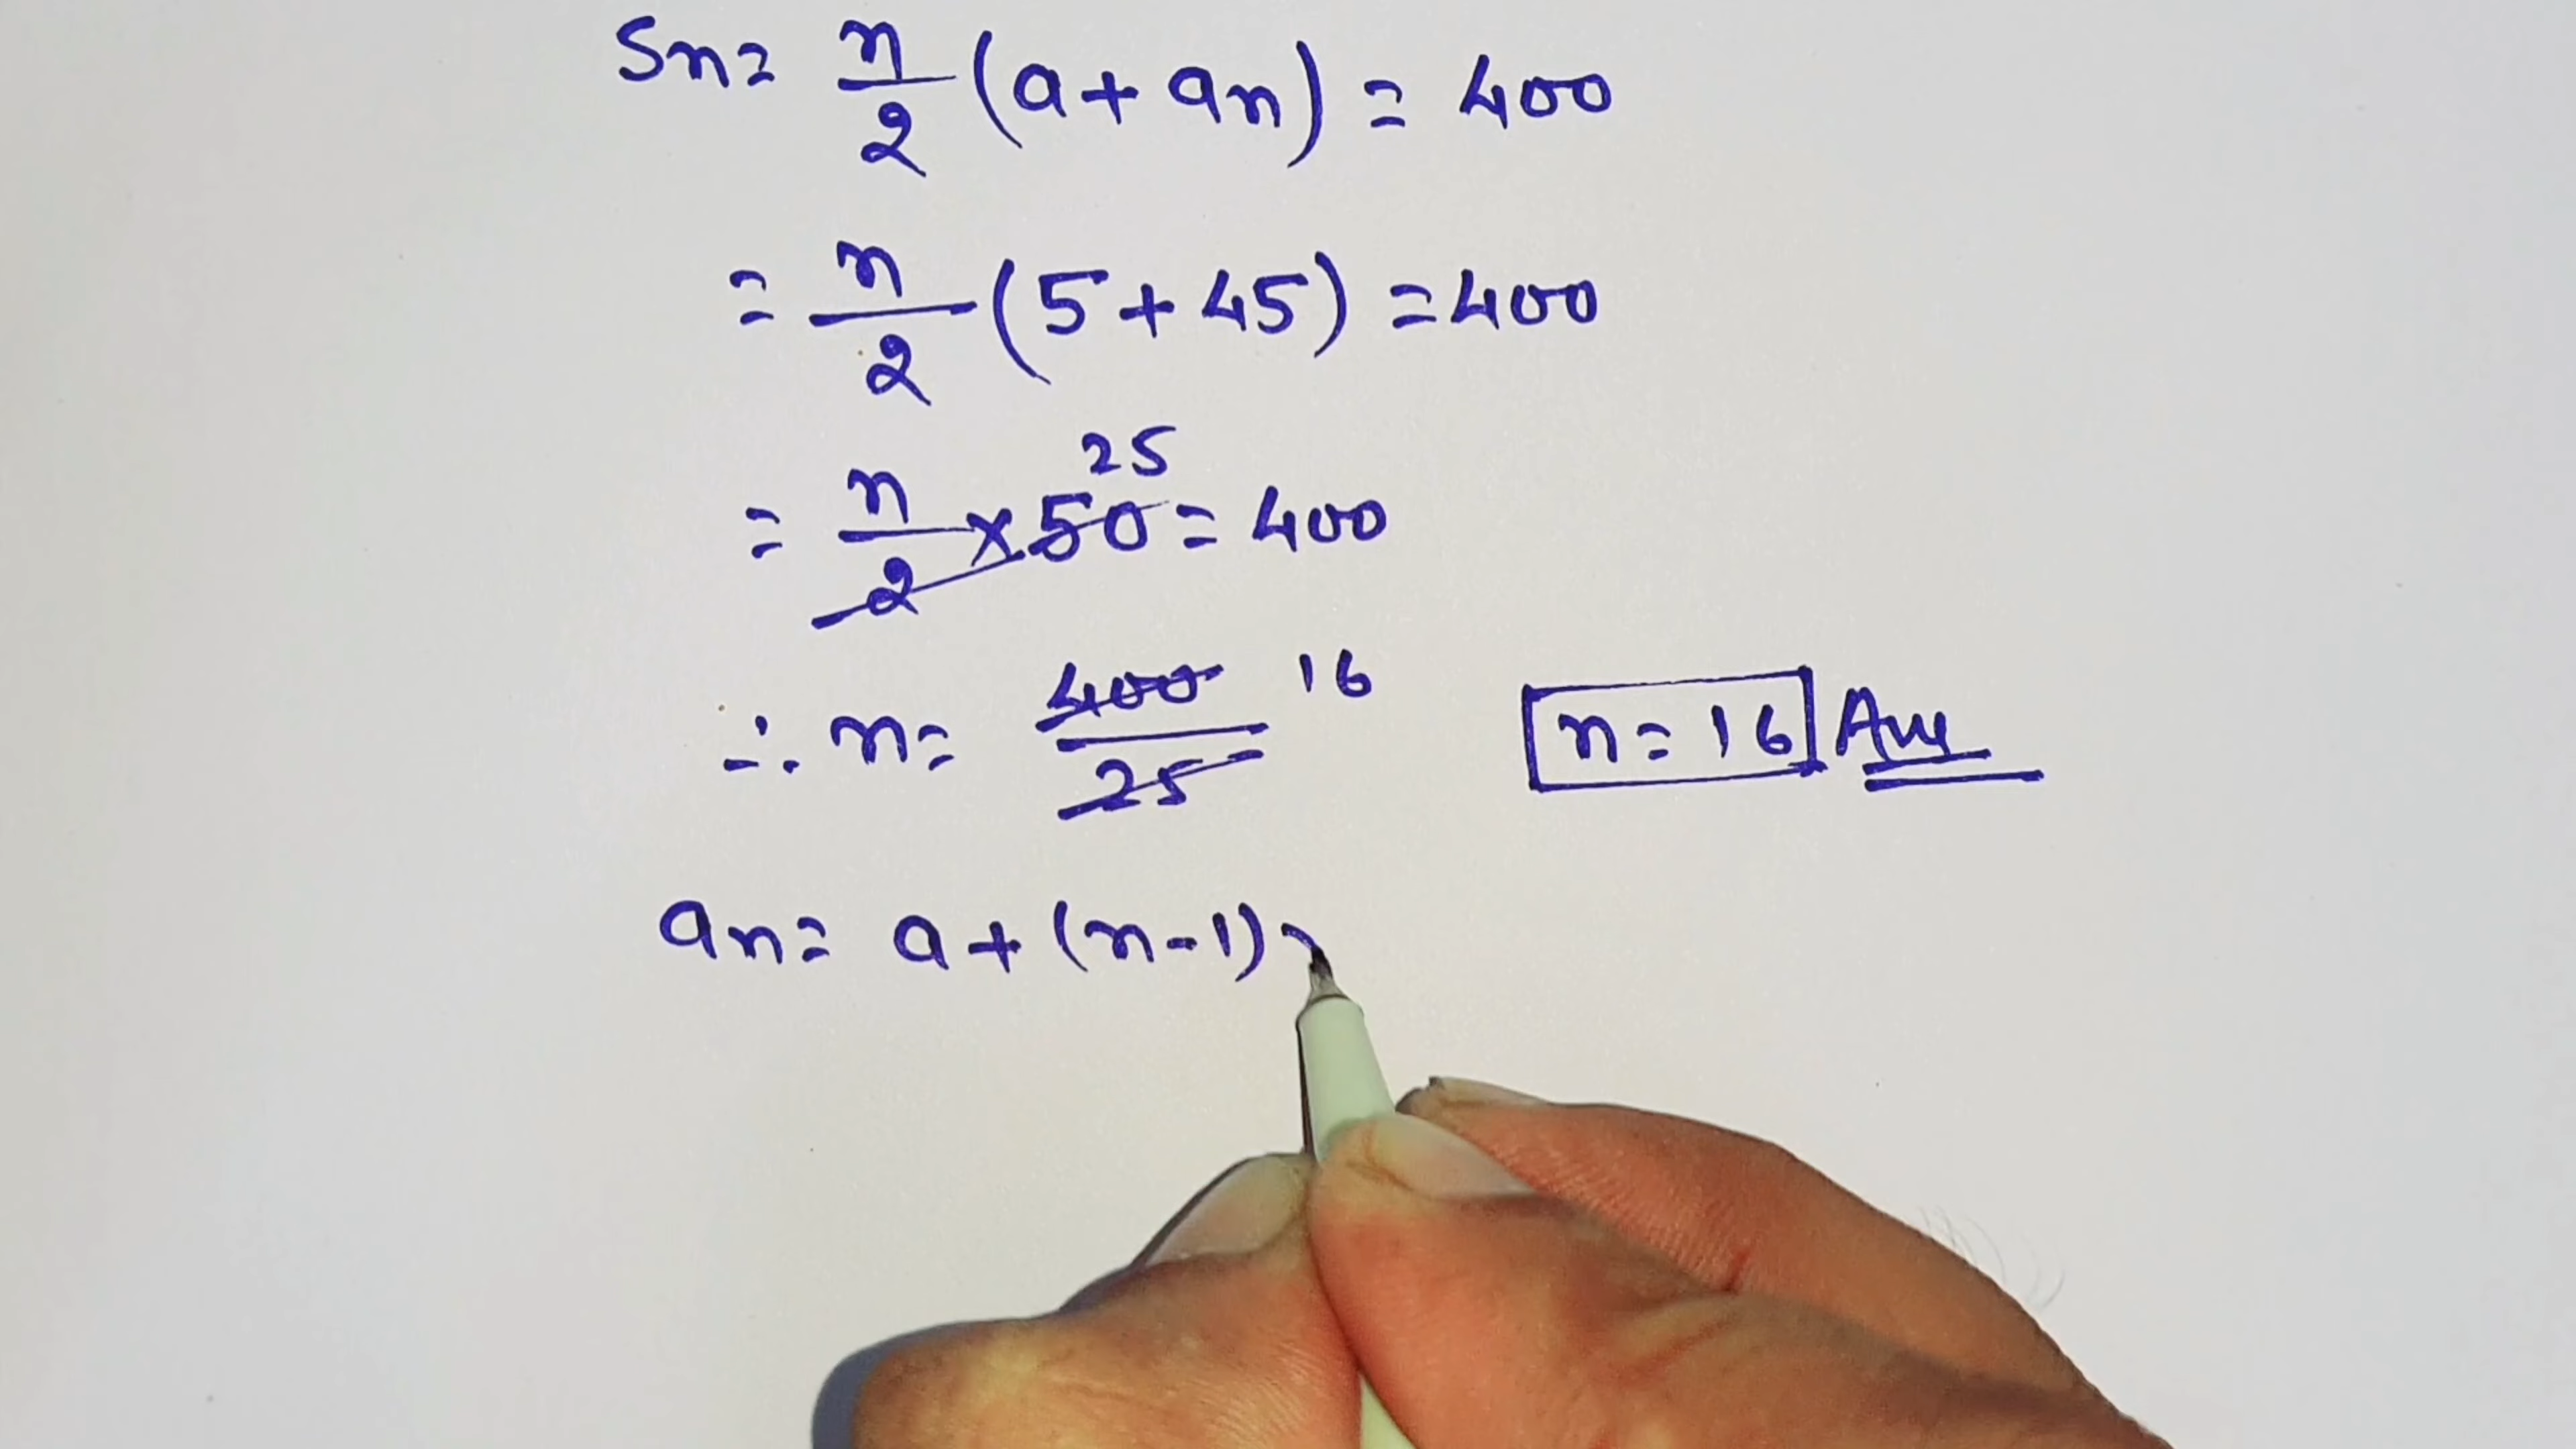 Sn = n/2 (a + an) = 400
= n/2 (5 + 45) = 400
25
= n/2 × 50 = 400
∴ n = 400/25 16
n = 16 Ans
an = a + (n - 1)